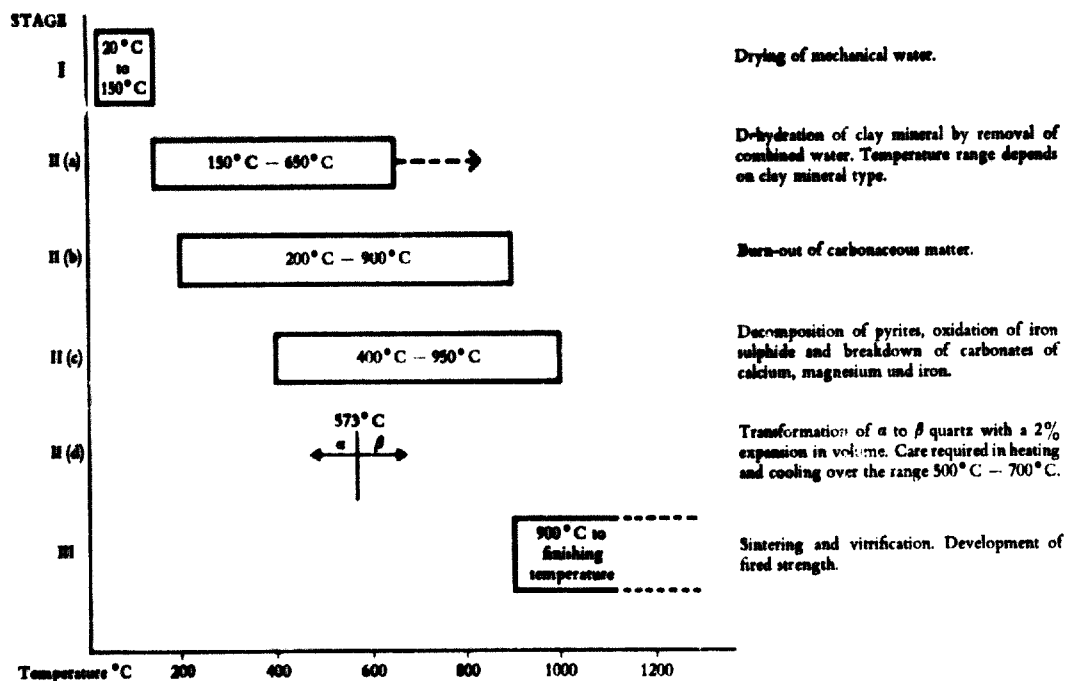 STAGE
I
20°C
to
150°C
Drying of mechanical water.
II (a)
150°C – 650°C
Dehydration of clay mineral by removal of
combined water. Temperature range depends
on clay mineral type.
II (b)
200°C – 900°C
Burn-out of carbonaceous matter.
II (c)
400°C – 950°C
Decomposition of pyrites, oxidation of iron
sulphide and breakdown of carbonates of
calcium, magnesium and iron.
II (d)
573°C
α β
Transformation of α to β quartz with a 2%
expansion in volume. Care required in heating
and cooling over the range 500°C – 700°C.
III
900°C to
finishing
temperature
Sintering and vitrification. Development of
fired strength.
Temperature °C 200 400 600 800 1000 1200